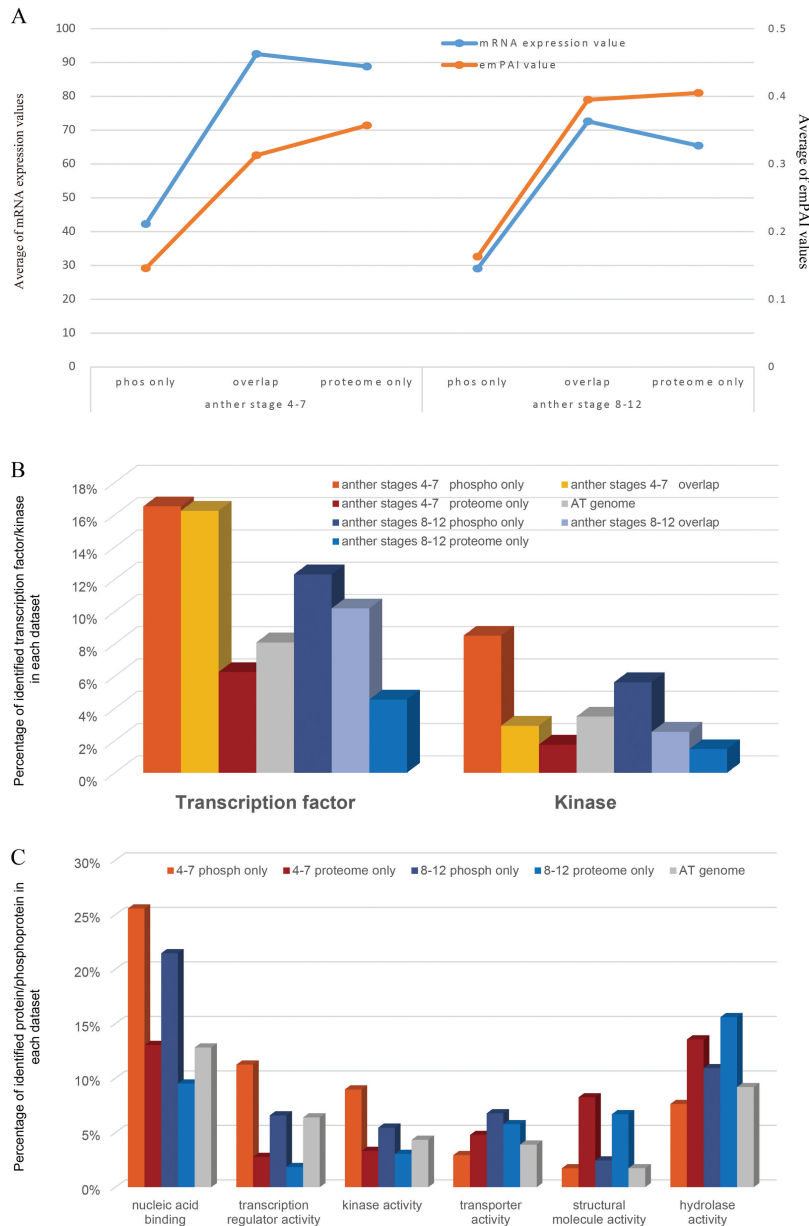 A
100
90
80
70
60
50
40
30
20
10
0
Average of mRNA expression values
mRNA expression value
emPAI value
0.5
0.4
0.3
0.2
0.1
0
Average of emPAI values
phos only overlap proteome only phos only overlap proteome only
anther stage 4-7 anther stage 8-12
B
18%
16%
14%
12%
10%
8%
6%
4%
2%
0%
Percentage of identified transcription factor/kinase
in each dataset
anther stages 4-7 phospho only anther stages 4-7 overlap
anther stages 4-7 proteome only AT genome
anther stages 8-12 phospho only anther stages 8-12 overlap
anther stages 8-12 proteome only
Transcription factor Kinase
C
30%
25%
20%
15%
10%
5%
0%
Percentage of identified protein/phosphoprotein in
each dataset
4-7 phosph only 4-7 proteome only 8-12 phosph only 8-12 proteome only AT genome
nucleic acid binding
transcription regulator activity
kinase activity
transporter activity
structural molecule activity
hydrolase activity